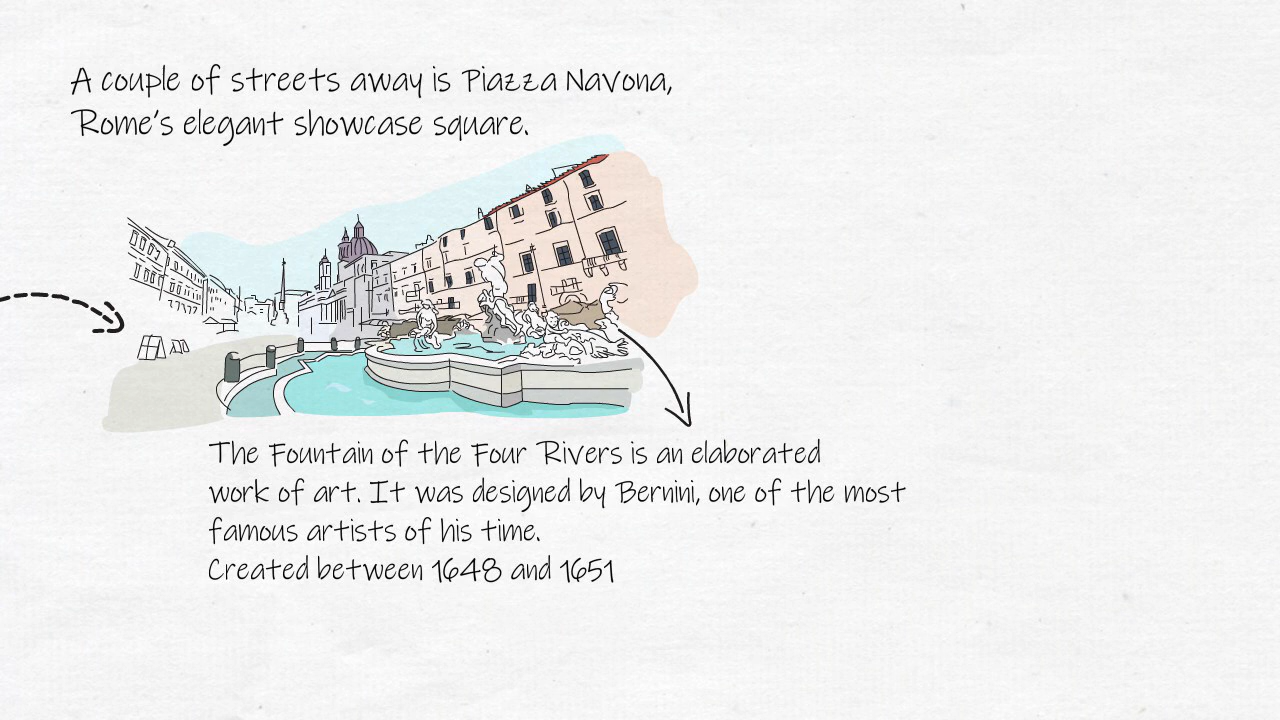 A couple of streets away is Piazza Navona,
Rome's elegant showcase square.
The Fountain of the Four Rivers is an elaborated
work of art. It was designed by Bernini, one of the most
famous artists of his time.
Created between 1648 and 1651